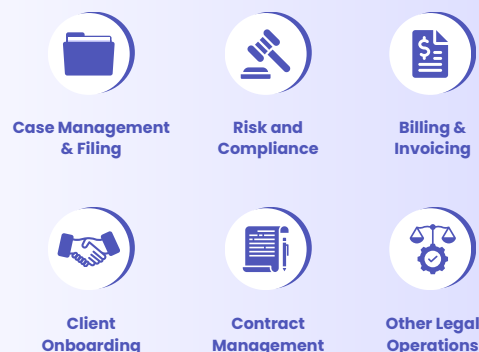 Case Management
& Filing
Risk and
Compliance
Billing &
Invoicing
Client
Onboarding
Contract
Management
Other Legal
Operations